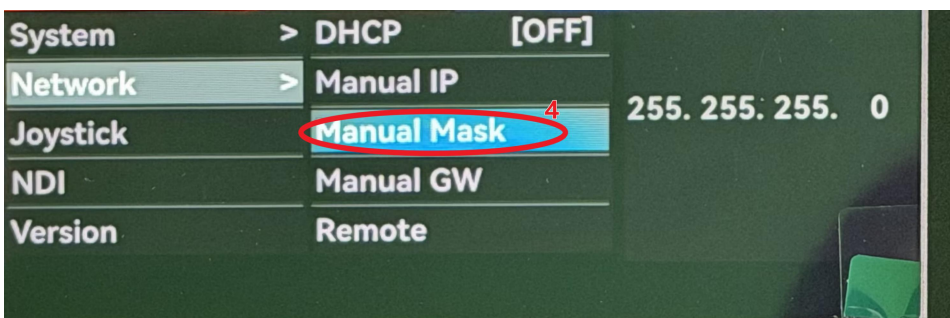 System >
Network >
Joystick
NDI
Version
DHCP [OFF]
Manual IP
Manual Mask
Manual GW
Remote
4
255. 255. 255. 0